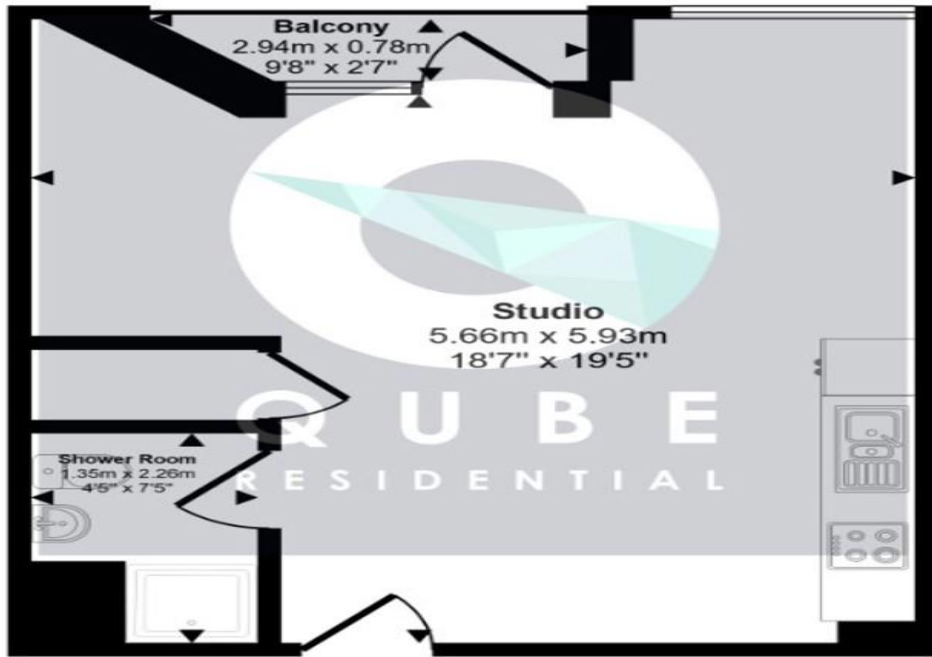 Balcony
2.94m x 0.78m
9'8" x 2'7"
Studio
5.66m x 5.93m
18'7" x 19'5"
QUBE
RESIDENTIAL
Shower Room
1.35m x 2.26m
4'5" x 7'5"